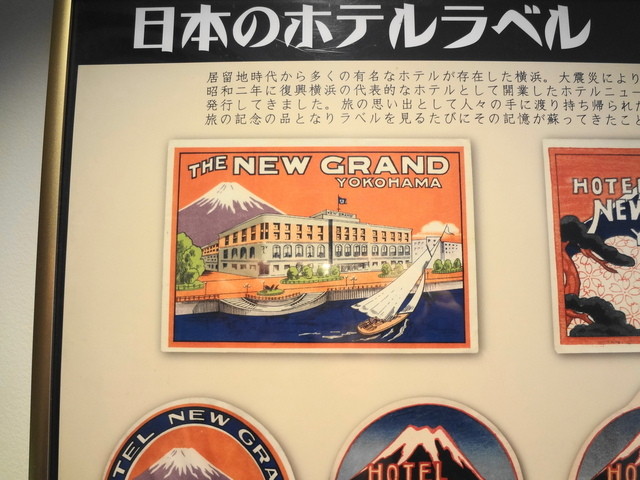 日本のホテルラベル
居留地時代から多くの有名なホテルが存在した横浜。大震災により
昭和二年に復興横浜の代表的なホテルとして開業したホテルニュー
発行してきました。旅の思い出として人々の手に渡り持ち帰られ
旅の記念の品となりラベルを見るたびにその記憶が蘇ってきたこと
THE NEW GRAND
YOKOHAMA
NEW GRAND
HOTEL
NEW
HOTEL NEW GRA
HOTEL
HOTEL